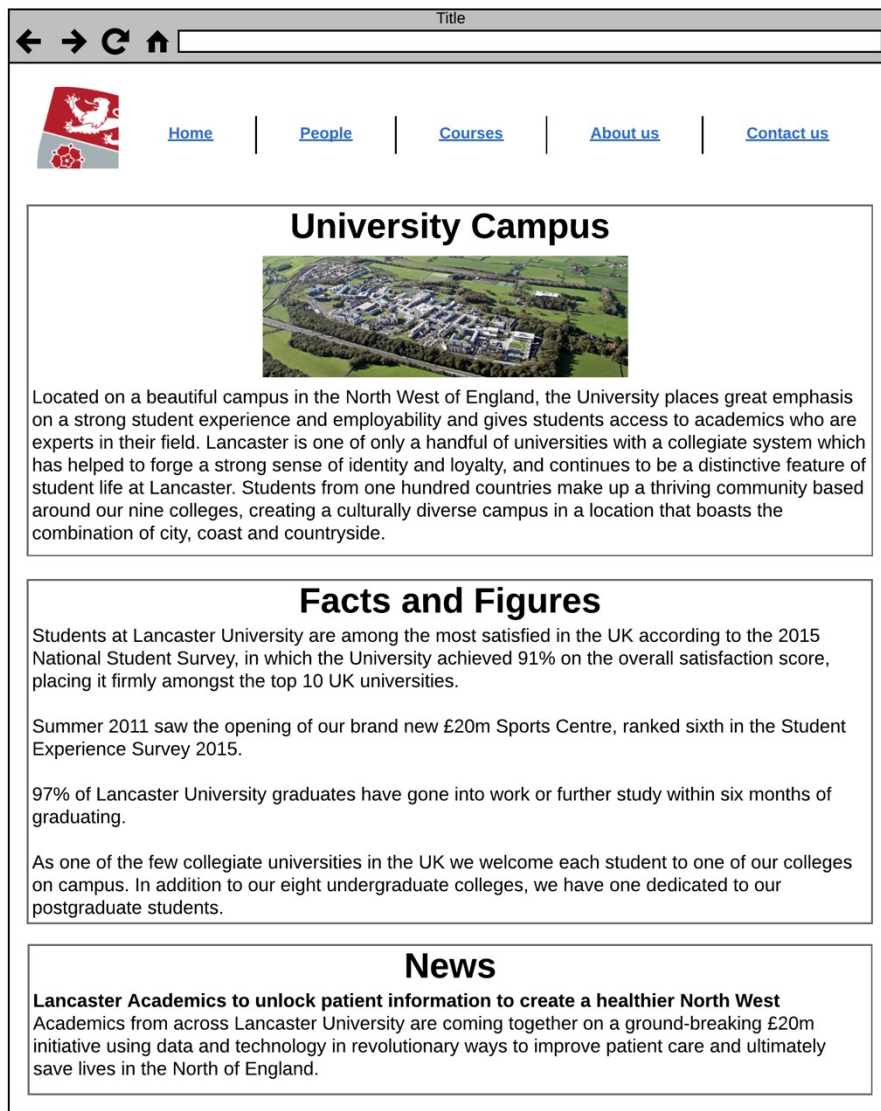 Title
Home
People
Courses
About us
Contact us
University Campus
Located on a beautiful campus in the North West of England, the University places great emphasis
on a strong student experience and employability and gives students access to academics who are
experts in their field. Lancaster is one of only a handful of universities with a collegiate system which
has helped to forge a strong sense of identity and loyalty, and continues to be a distinctive feature of
student life at Lancaster. Students from one hundred countries make up a thriving community based
around our nine colleges, creating a culturally diverse campus in a location that boasts the
combination of city, coast and countryside.
Facts and Figures
Students at Lancaster University are among the most satisfied in the UK according to the 2015
National Student Survey, in which the University achieved 91% on the overall satisfaction score,
placing it firmly amongst the top 10 UK universities.
Summer 2011 saw the opening of our brand new £20m Sports Centre, ranked sixth in the Student
Experience Survey 2015.
97% of Lancaster University graduates have gone into work or further study within six months of
graduating.
As one of the few collegiate universities in the UK we welcome each student to one of our colleges
on campus. In addition to our eight undergraduate colleges, we have one dedicated to our
postgraduate students.
News
Lancaster Academics to unlock patient information to create a healthier North West
Academics from across Lancaster University are coming together on a ground-breaking £20m
initiative using data and technology in revolutionary ways to improve patient care and ultimately
save lives in the North of England.